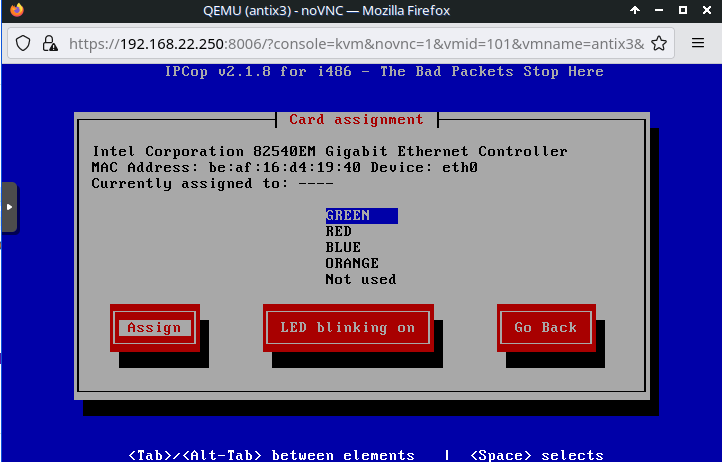 QEMU (antix3) - noVNC — Mozilla Firefox
https://192.168.22.250:8006/?console=kvm&novnc=1&vmid=101&vmname=antix3&
IPCop v2.1.8 for i486 - The Bad Packets Stop Here
Card assignment
Intel Corporation 82540EM Gigabit Ethernet Controller
MAC Address: be:af:16:d4:19:40 Device: eth0
Currently assigned to: ----
GREEN
RED
BLUE
ORANGE
Not used
Assign LED blinking on Go Back
<Tab>/<Alt-Tab> between elements | <Space> selects